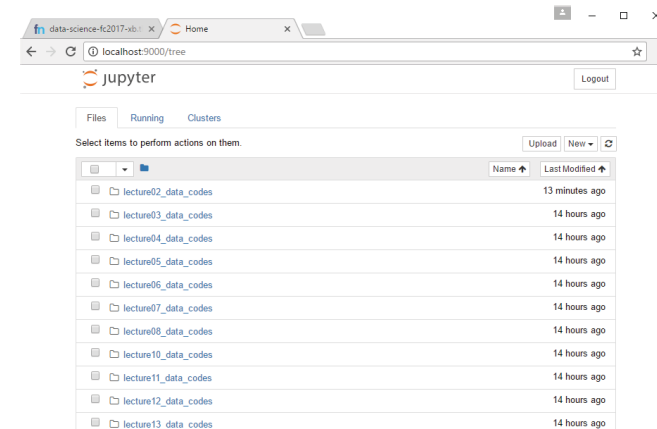 fn data-science-fc2017-xb.f
Home
localhost:9000/tree
jupyter
Logout
Files Running Clusters
Select items to perform actions on them.
Upload New
Name Last Modified
lecture02_data_codes 13 minutes ago
lecture03_data_codes 14 hours ago
lecture04_data_codes 14 hours ago
lecture05_data_codes 14 hours ago
lecture06_data_codes 14 hours ago
lecture07_data_codes 14 hours ago
lecture08_data_codes 14 hours ago
lecture10_data_codes 14 hours ago
lecture11_data_codes 14 hours ago
lecture12_data_codes 14 hours ago
lecture13_data_codes 14 hours ago